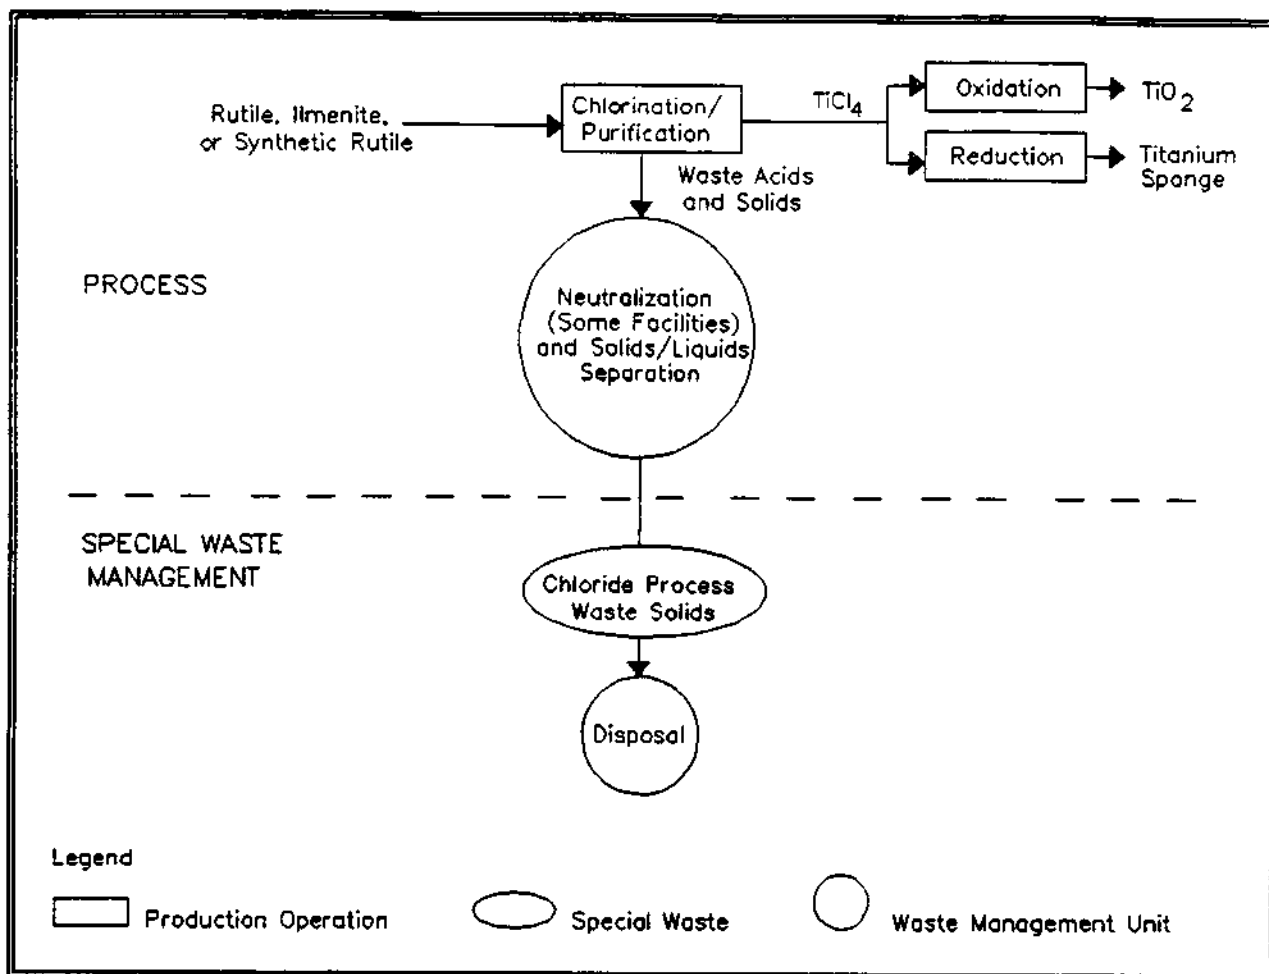 Rutile, Ilmenite,
or Synthetic Rutile
Chlorination/
Purification
TiCl4
Oxidation
TiO2
Reduction
Titanium
Sponge
Waste Acids
and Solids
PROCESS
Neutralization
(Some Facilities)
and Solids/Liquids
Separation
SPECIAL WASTE
MANAGEMENT
Chloride Process
Waste Solids
Disposal
Legend
Production Operation
Special Waste
Waste Management Unit